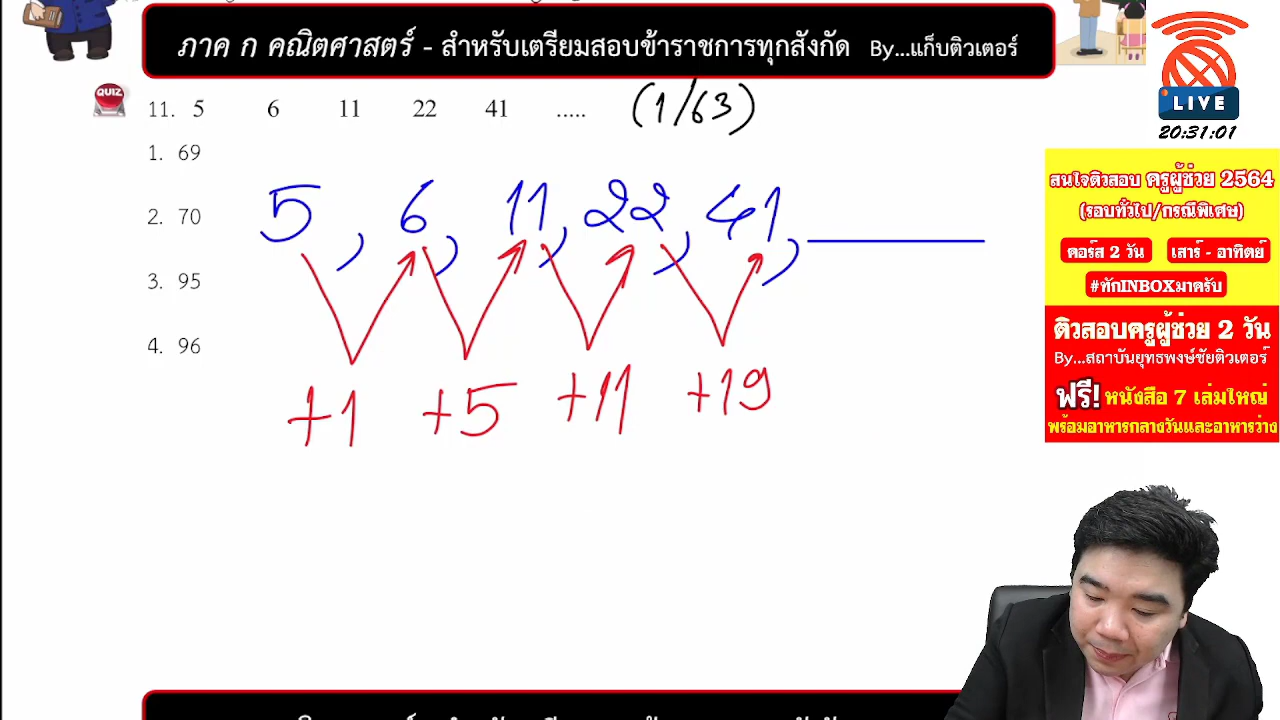 ภาค ก คณิตศาสตร์ - สำหรับเตรียมสอบข้าราชการทุกสังกัด By...แก็บติวเตอร์
QUIZ
11. 5 6 11 22 41 ..... (1/63)
1. 69
2. 70
3. 95
4. 96
5 , 6 , 11 , 22 , 41 ,
+1 +5 +11 +19
LIVE
20:31:01
สนใจติวสอบ ครูผู้ช่วย 2564
(รอบทั่วไป/กรณีพิเศษ)
คอร์ส 2 วัน เสาร์ - อาทิตย์
#ทักINBOXมาครับ
ติวสอบครูผู้ช่วย 2 วัน
By...สถาบันยุทธพงษ์ชัยติวเตอร์
ฟรี! หนังสือ 7 เล่มใหญ่
พร้อมอาหารกลางวันและอาหารว่าง